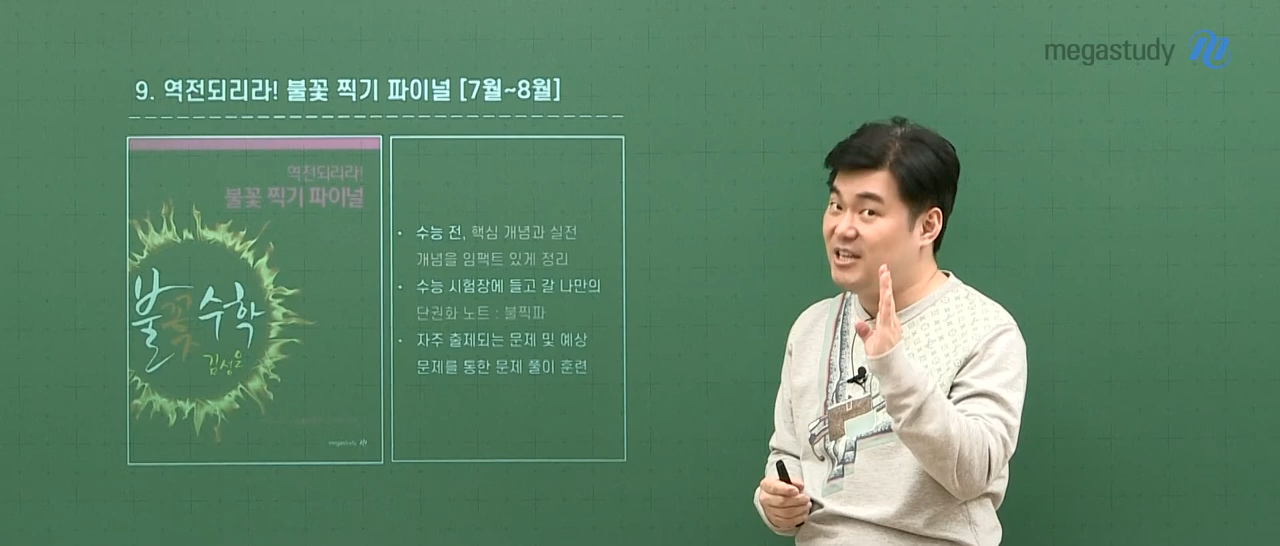 megastudy
9. 역전되리라! 불꽃 찍기 파이널 [7월~8월]
역전되리라!
불꽃 찍기 파이널
불꽃수학
김성은
megastudy
• 수능 전, 핵심 개념과 실전
개념을 임팩트 있게 정리
• 수능 시험장에 들고 갈 나만의
단권화 노트 : 불찍파
• 자주 출제되는 문제 및 예상
문제를 통한 문제 풀이 훈련